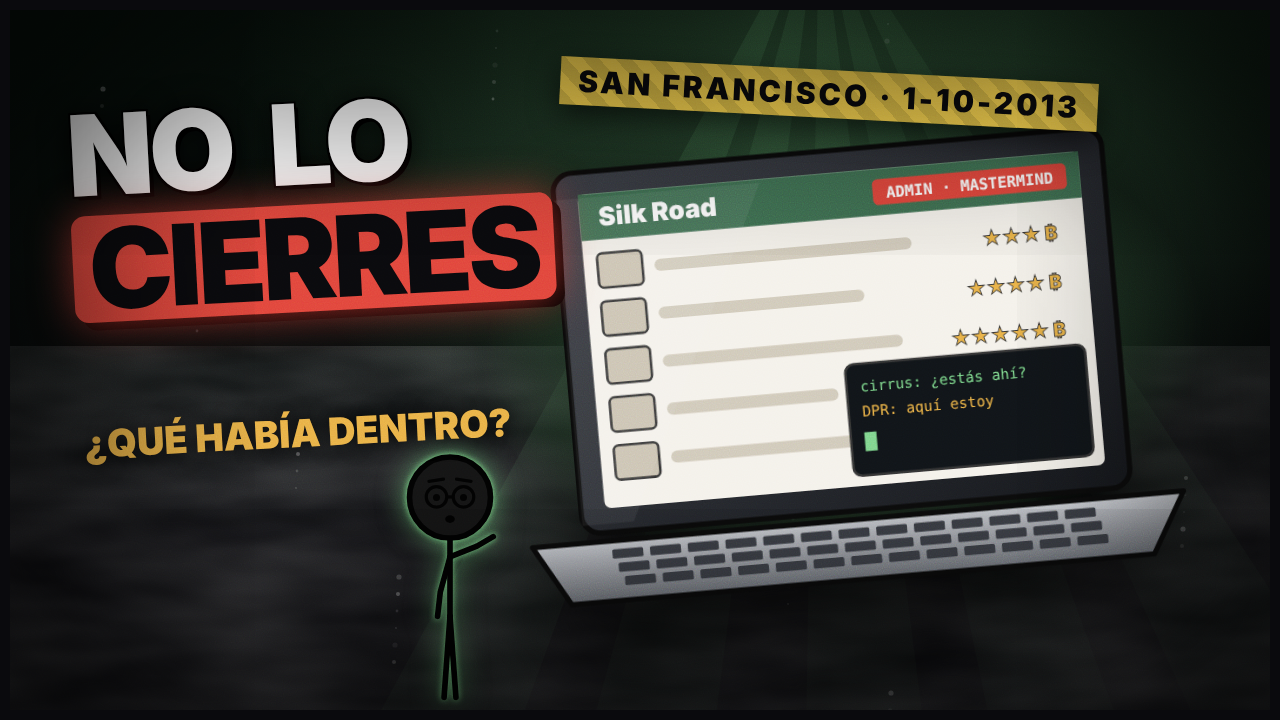 NO LO
CIERRES
¿QUÉ HABÍA DENTRO?
SAN FRANCISCO · 1-10-2013
Silk Road
ADMIN · MASTERMIND
★★★₿
★★★★₿
★★★★★₿
cirrus: ¿estás ahí?
DPR: aquí estoy